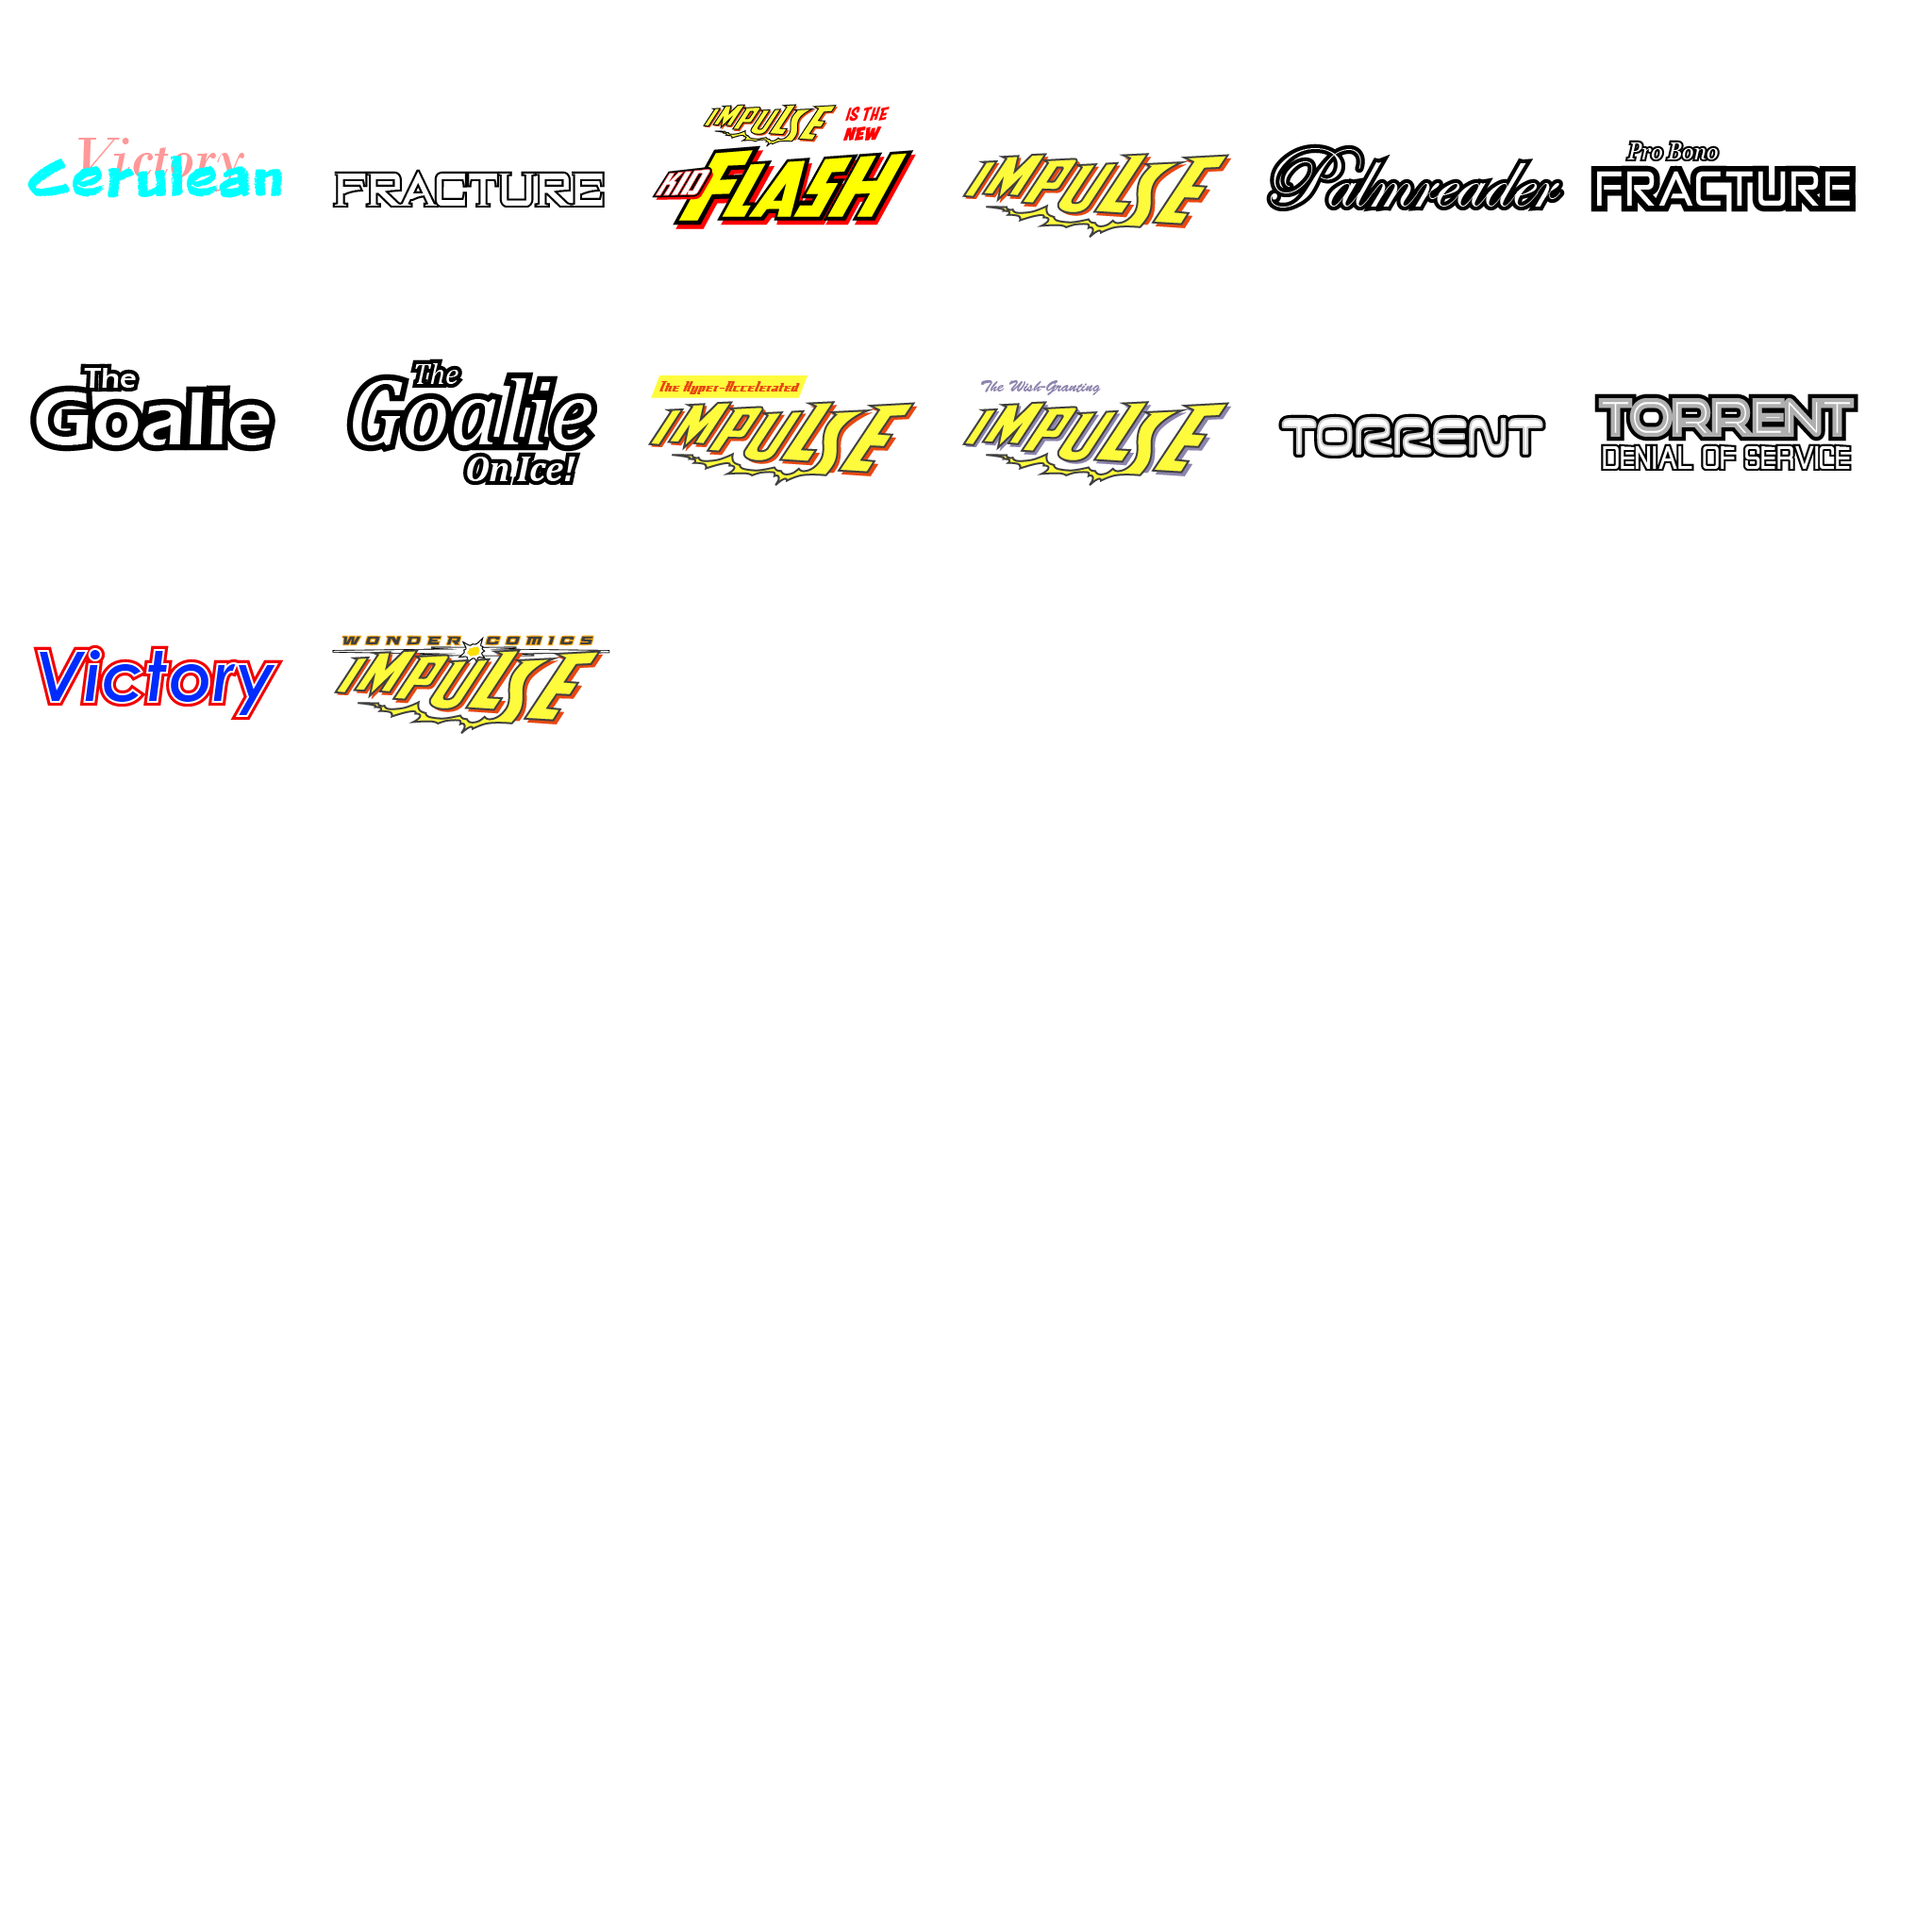 Victory
Cerulean
FRACTURE
IMPULSE IS THE NEW
KID FLASH
IMPULSE
Palmreader
Pro Bono
FRACTURE
The
Goalie
The
Goalie
On Ice!
The Hyper-Accelerated
IMPULSE
The Wish-Granting
IMPULSE
TORRENT
TORRENT
DENIAL OF SERVICE
Victory
WONDER COMICS
IMPULSE